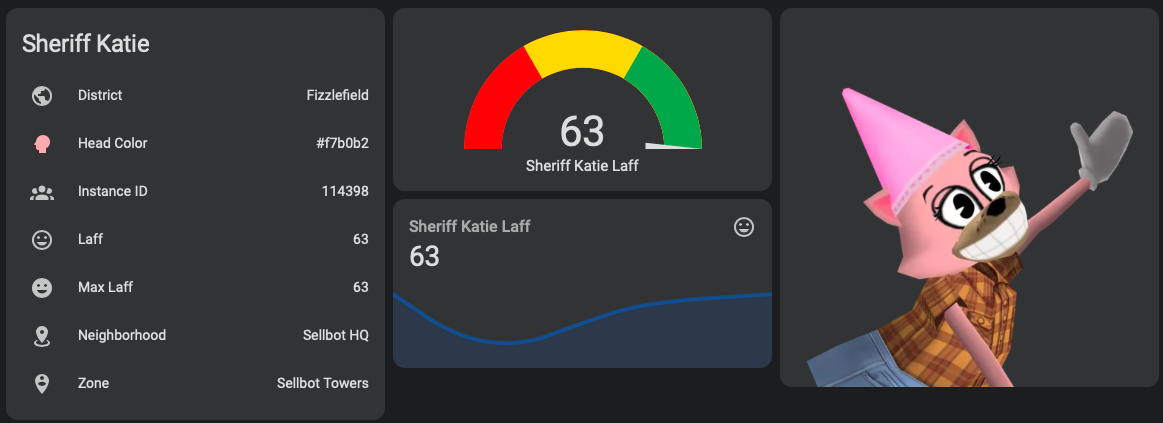 Sheriff Katie
District Fizzlefield
Head Color #f7b0b2
Instance ID 114398
Laff 63
Max Laff 63
Neighborhood Sellbot HQ
Zone Sellbot Towers
63
Sheriff Katie Laff
Sheriff Katie Laff
63